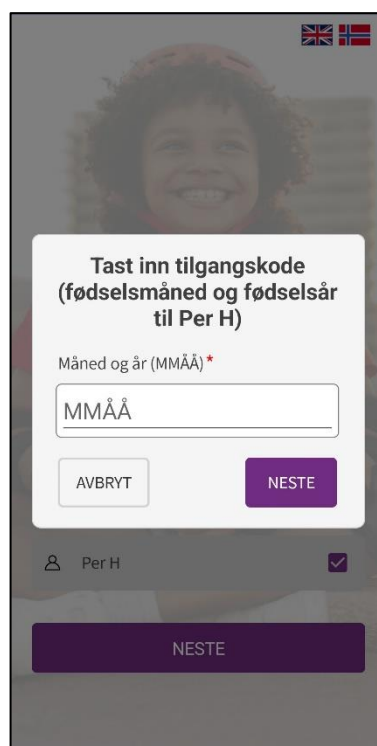 Tast inn tilgangskode
(fødselsmåned og fødselsår
til Per H)
Måned og år (MMÅÅ) *
MMÅÅ
AVBRYT NESTE
Per H
NESTE